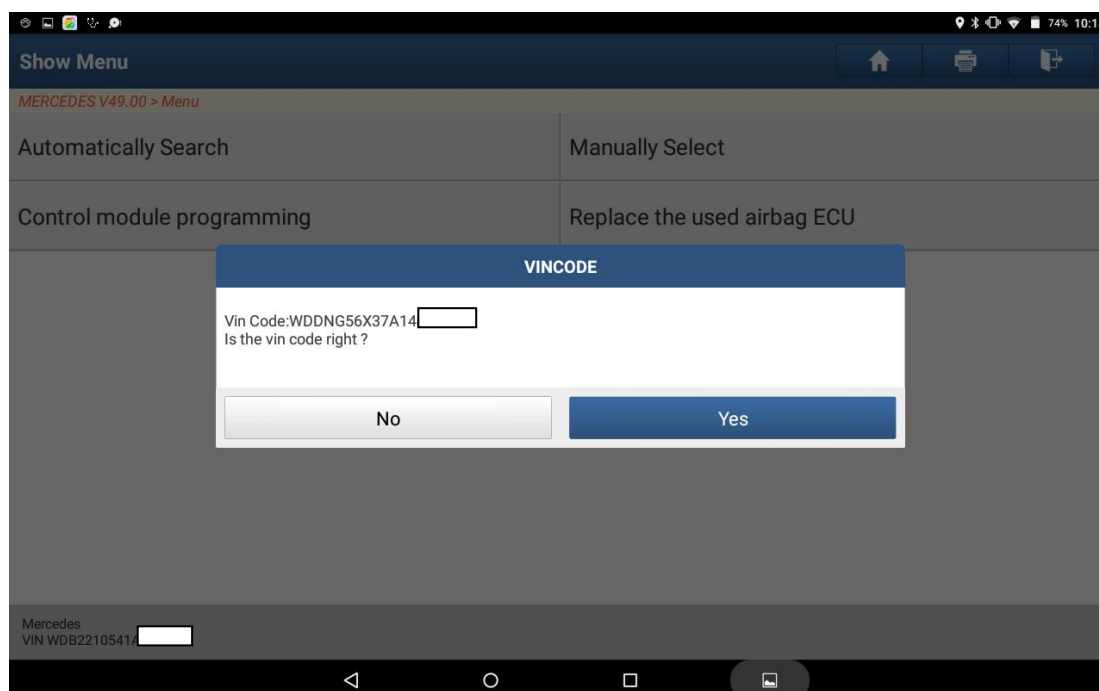 74% 10:1
Show Menu
MERCEDES V49.00 > Menu
Automatically Search
Manually Select
Control module programming
Replace the used airbag ECU
VINCODE
Vin Code:WDDNG56X37A14
Is the vin code right ?
No
Yes
Mercedes
VIN WDB2210541A